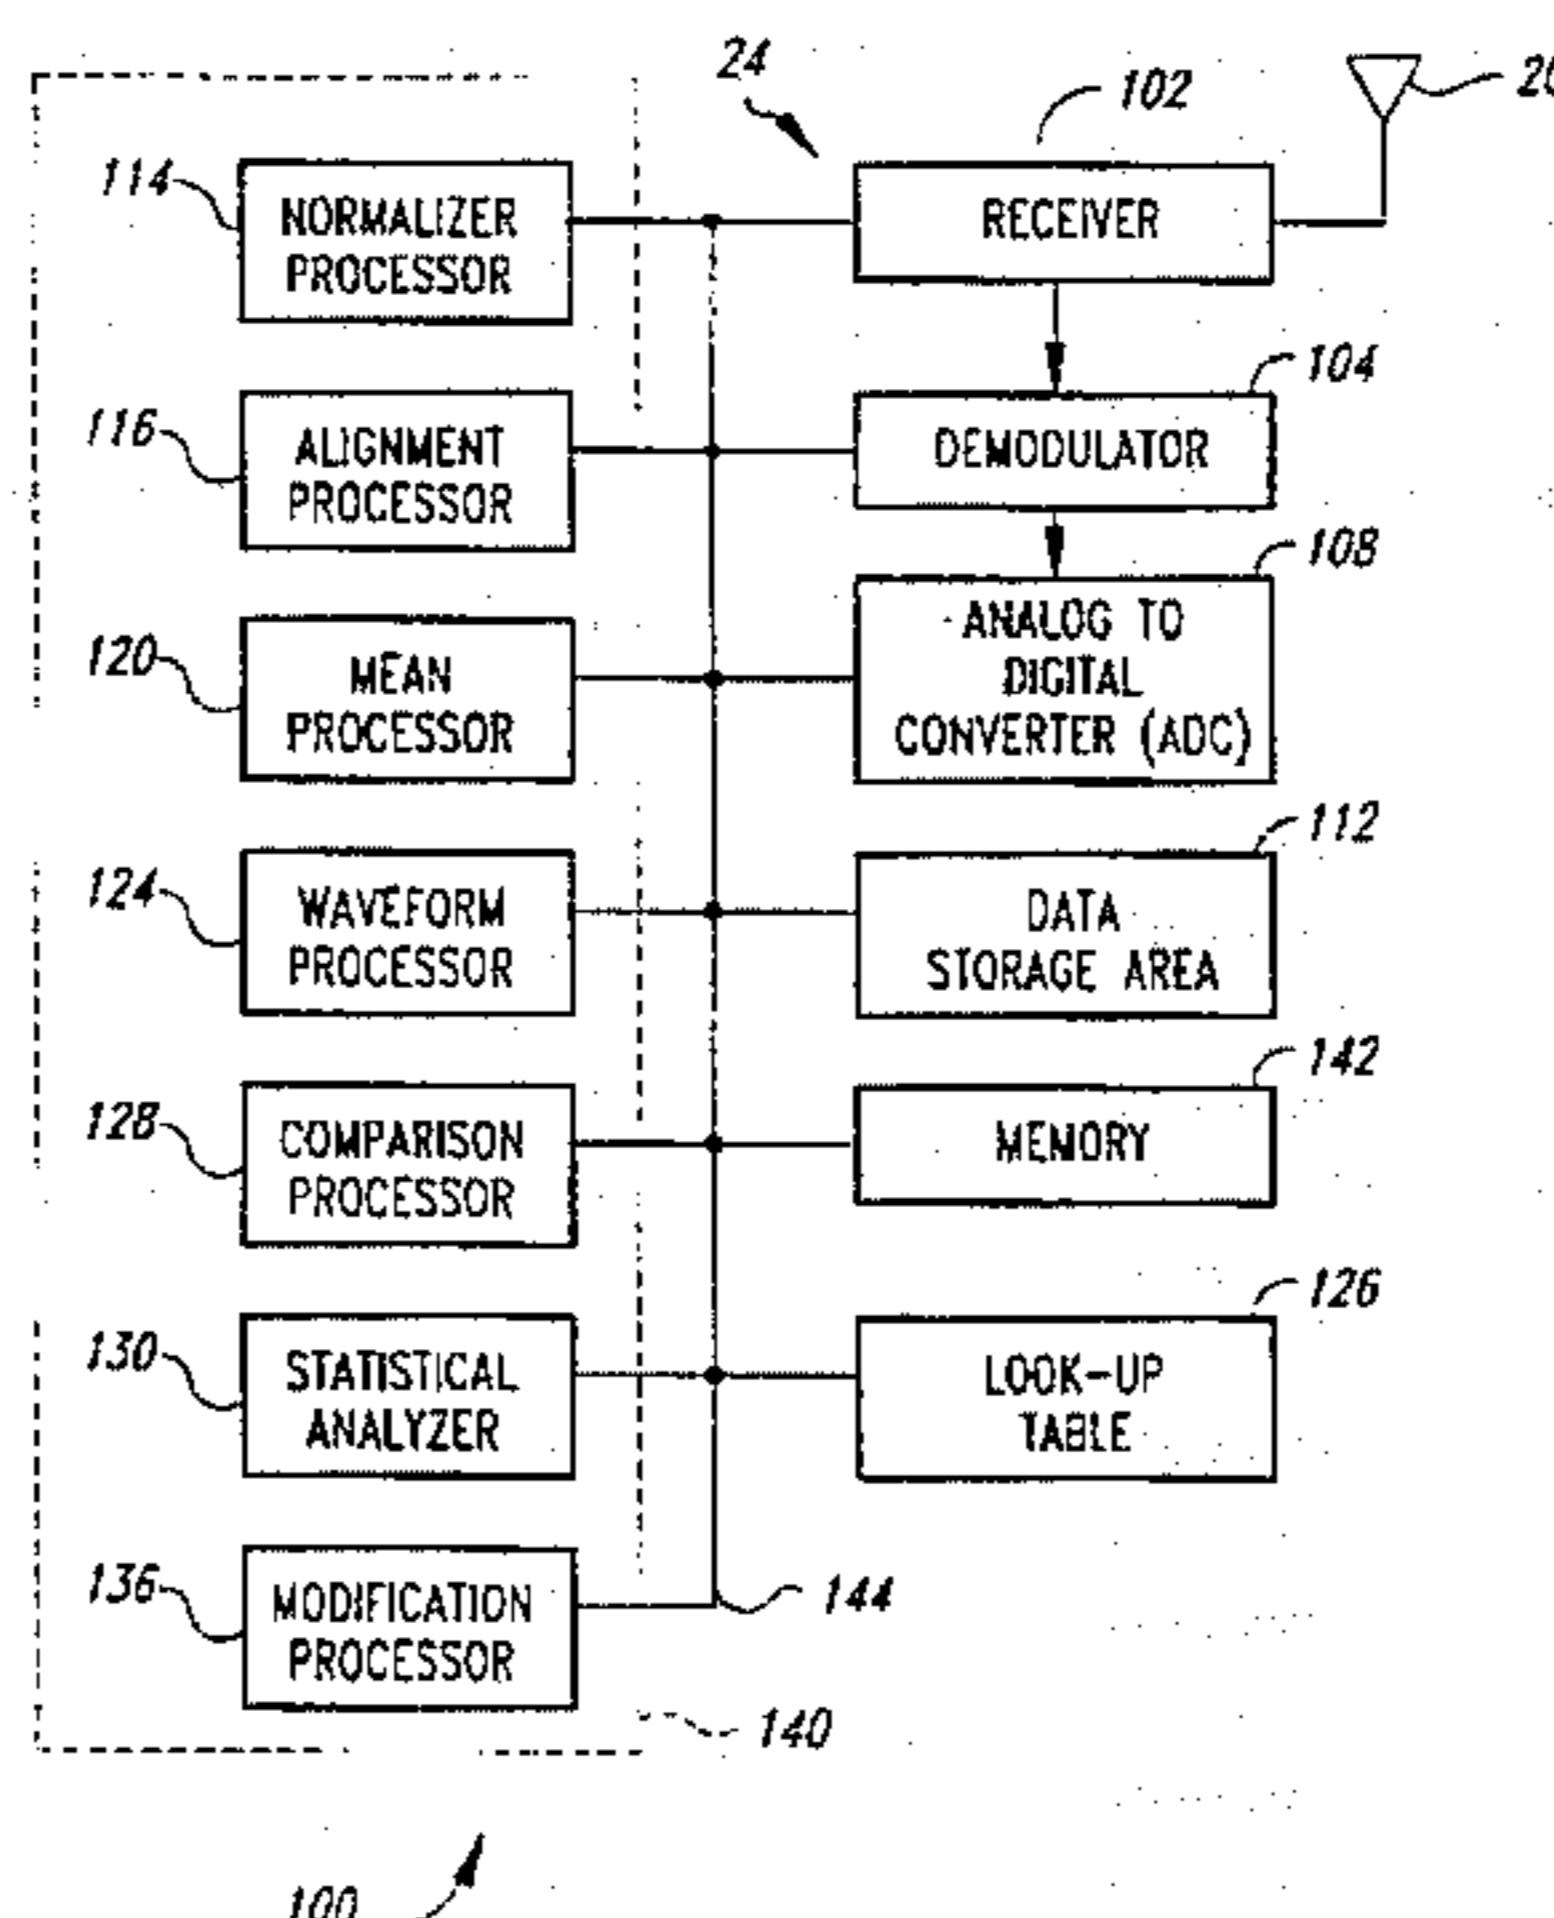 24
102
20
114
NORMALIZER
PROCESSOR
RECEIVER
104
116
ALIGNMENT
PROCESSOR
DEMODULATOR
108
120
MEAN
PROCESSOR
ANALOG TO
DIGITAL
CONVERTER (ADC)
112
124
WAVEFORM
PROCESSOR
DATA
STORAGE AREA
142
128
COMPARISON
PROCESSOR
MEMORY
126
130
STATISTICAL
ANALYZER
LOOK-UP
TABLE
136
MODIFICATION
PROCESSOR
144
140
100